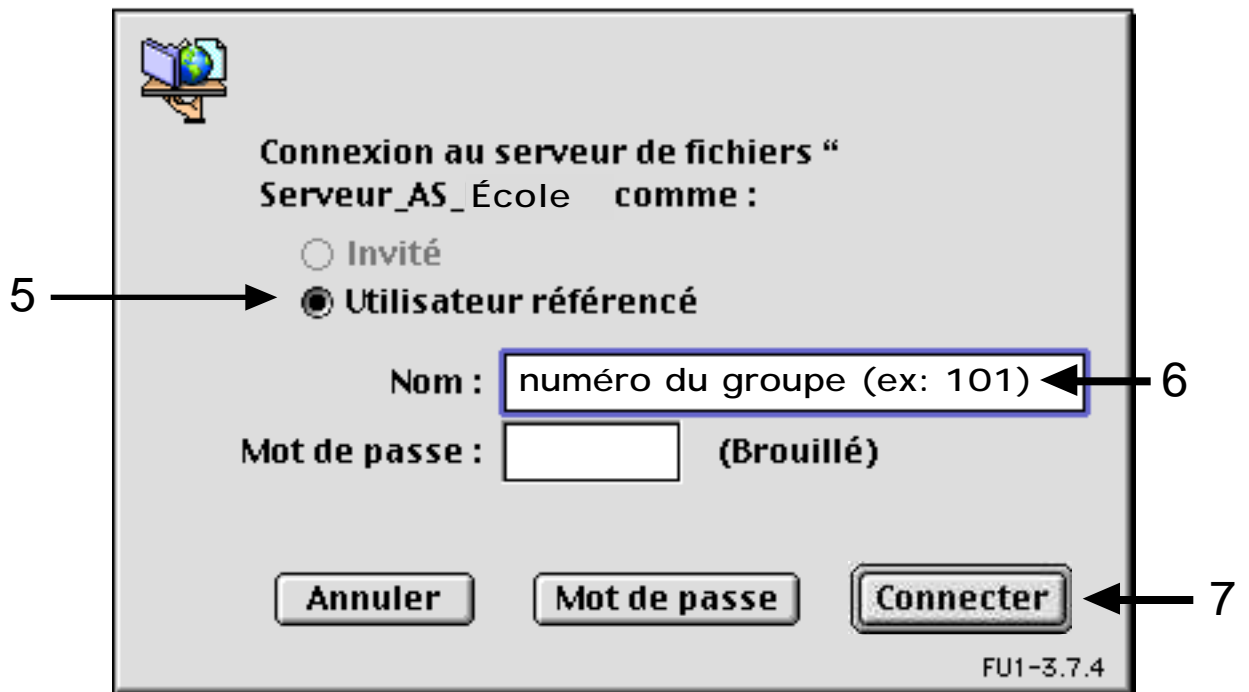 Connexion au serveur de fichiers “
Serveur_AS_École comme :
Invité
5
Utilisateur référencé
Nom : numéro du groupe (ex: 101)
6
Mot de passe : (Brouillé)
Annuler Mot de passe Connecter
7
FU1-3.7.4